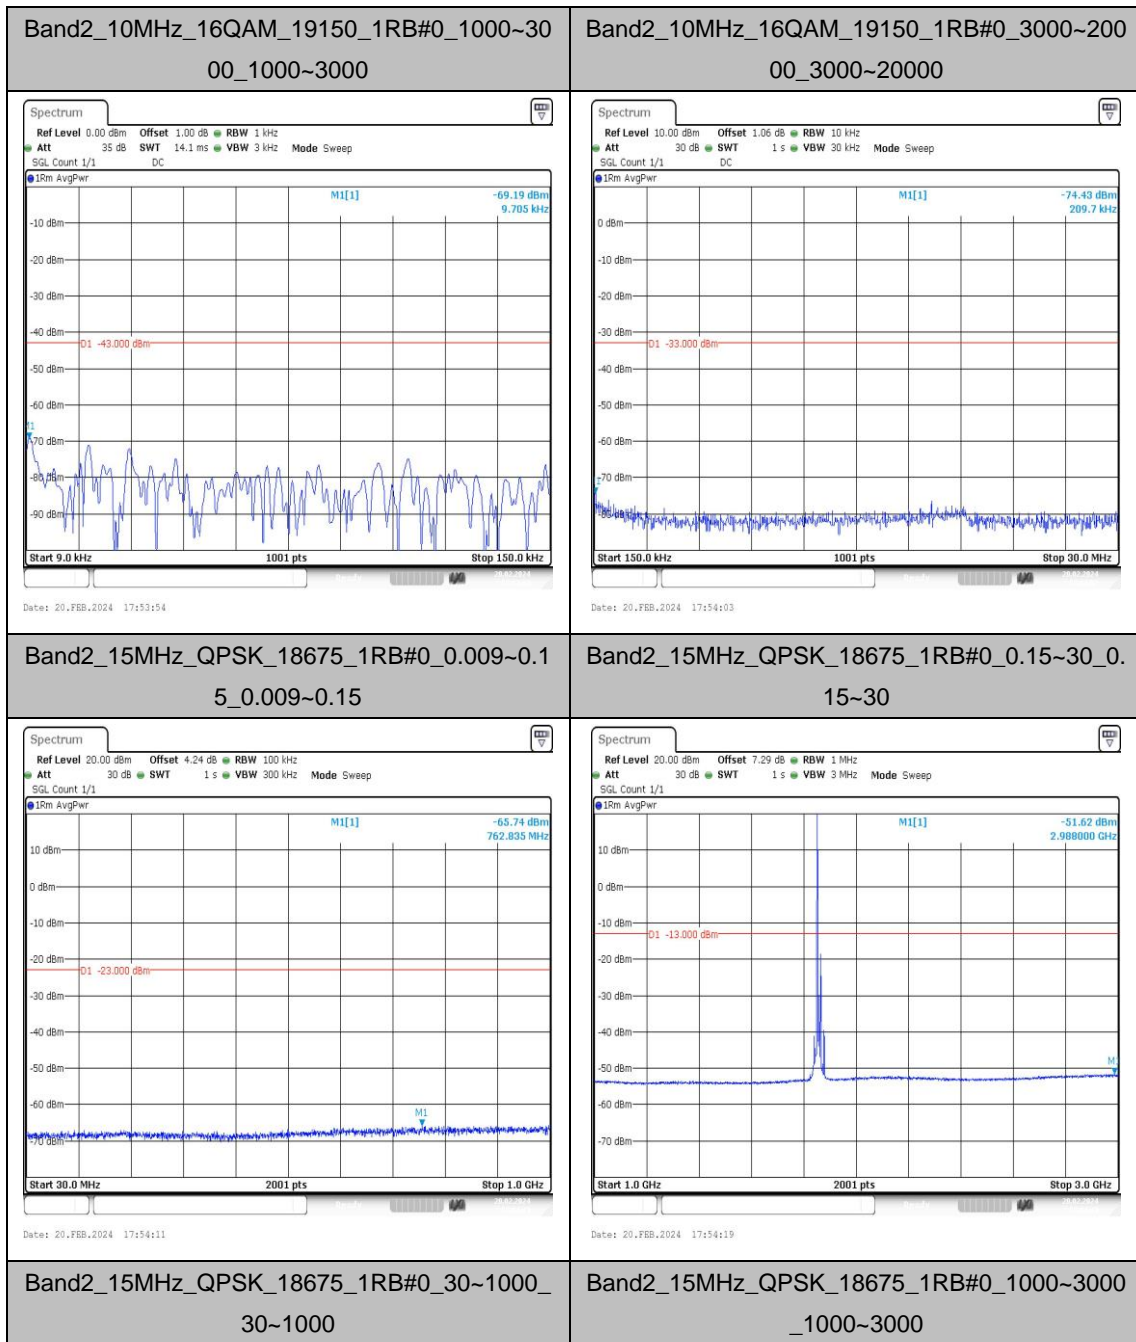 Band2_10MHz_16QAM_19150_1RB#0_1000~30
00_1000~3000
Band2_10MHz_16QAM_19150_1RB#0_3000~200
00_3000~20000
Spectrum
Ref Level 0.00 dBm Offset 1.00 dB RBW 1 kHz
Att 35 dB SWT 14.1 ms VBW 3 kHz Mode Sweep
SGL Count 1/1 DC
1Rm AvgPwr
M1[1] -69.19 dBm
9.705 kHz
-10 dBm
-20 dBm
-30 dBm
-40 dBm
D1 -43.000 dBm
-50 dBm
-60 dBm
M1
-70 dBm
-80 dBm
-90 dBm
Start 9.0 kHz 1001 pts Stop 150.0 kHz
Date: 20.FEB.2024 17:53:54
Spectrum
Ref Level 10.00 dBm Offset 1.06 dB RBW 10 kHz
Att 30 dB SWT 1 s VBW 30 kHz Mode Sweep
SGL Count 1/1 DC
1Rm AvgPwr
M1[1] -74.43 dBm
209.7 kHz
0 dBm
-10 dBm
-20 dBm
-30 dBm
D1 -33.000 dBm
-40 dBm
-50 dBm
-60 dBm
-70 dBm
-80 dBm
Start 150.0 kHz 1001 pts Stop 30.0 MHz
Date: 20.FEB.2024 17:54:03
Band2_15MHz_QPSK_18675_1RB#0_0.009~0.1
5_0.009~0.15
Band2_15MHz_QPSK_18675_1RB#0_0.15~30_0.
15~30
Spectrum
Ref Level 20.00 dBm Offset 4.24 dB RBW 100 kHz
Att 30 dB SWT 1 s VBW 300 kHz Mode Sweep
SGL Count 1/1
1Rm AvgPwr
M1[1] -65.74 dBm
762.835 MHz
10 dBm
0 dBm
-10 dBm
-20 dBm
D1 -23.000 dBm
-30 dBm
-40 dBm
-50 dBm
-60 dBm
M1
-70 dBm
Start 30.0 MHz 2001 pts Stop 1.0 GHz
Date: 20.FEB.2024 17:54:11
Spectrum
Ref Level 20.00 dBm Offset 7.29 dB RBW 1 MHz
Att 30 dB SWT 1 s VBW 3 MHz Mode Sweep
SGL Count 1/1
1Rm AvgPwr
M1[1] -51.62 dBm
2.988000 GHz
10 dBm
0 dBm
-10 dBm
D1 -13.000 dBm
-20 dBm
-30 dBm
-40 dBm
-50 dBm
-60 dBm
-70 dBm
Start 1.0 GHz 2001 pts Stop 3.0 GHz
Date: 20.FEB.2024 17:54:19
Band2_15MHz_QPSK_18675_1RB#0_30~1000_
30~1000
Band2_15MHz_QPSK_18675_1RB#0_1000~3000
_1000~3000